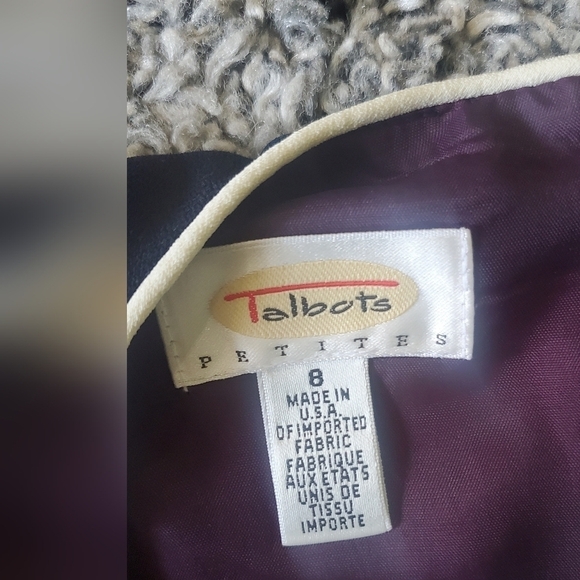 Talbots
PETITES
8
MADE IN
U.S.A.
OF IMPORTED
FABRIC
FABRIQUE
AUX ETATS
UNIS DE
TISSU
IMPORTE